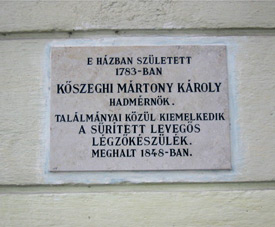 E HÁZBAN SZÜLETETT
1783-BAN
KŐSZEGHI MÁRTONY KÁROLY
HADMÉRNÖK.
TALÁLMÁNYAI KÖZÜL KIEMELKEDIK
A SŰRÍTETT LEVEGŐS
LÉGZŐKÉSZÜLÉK.
MEGHALT 1848-BAN.